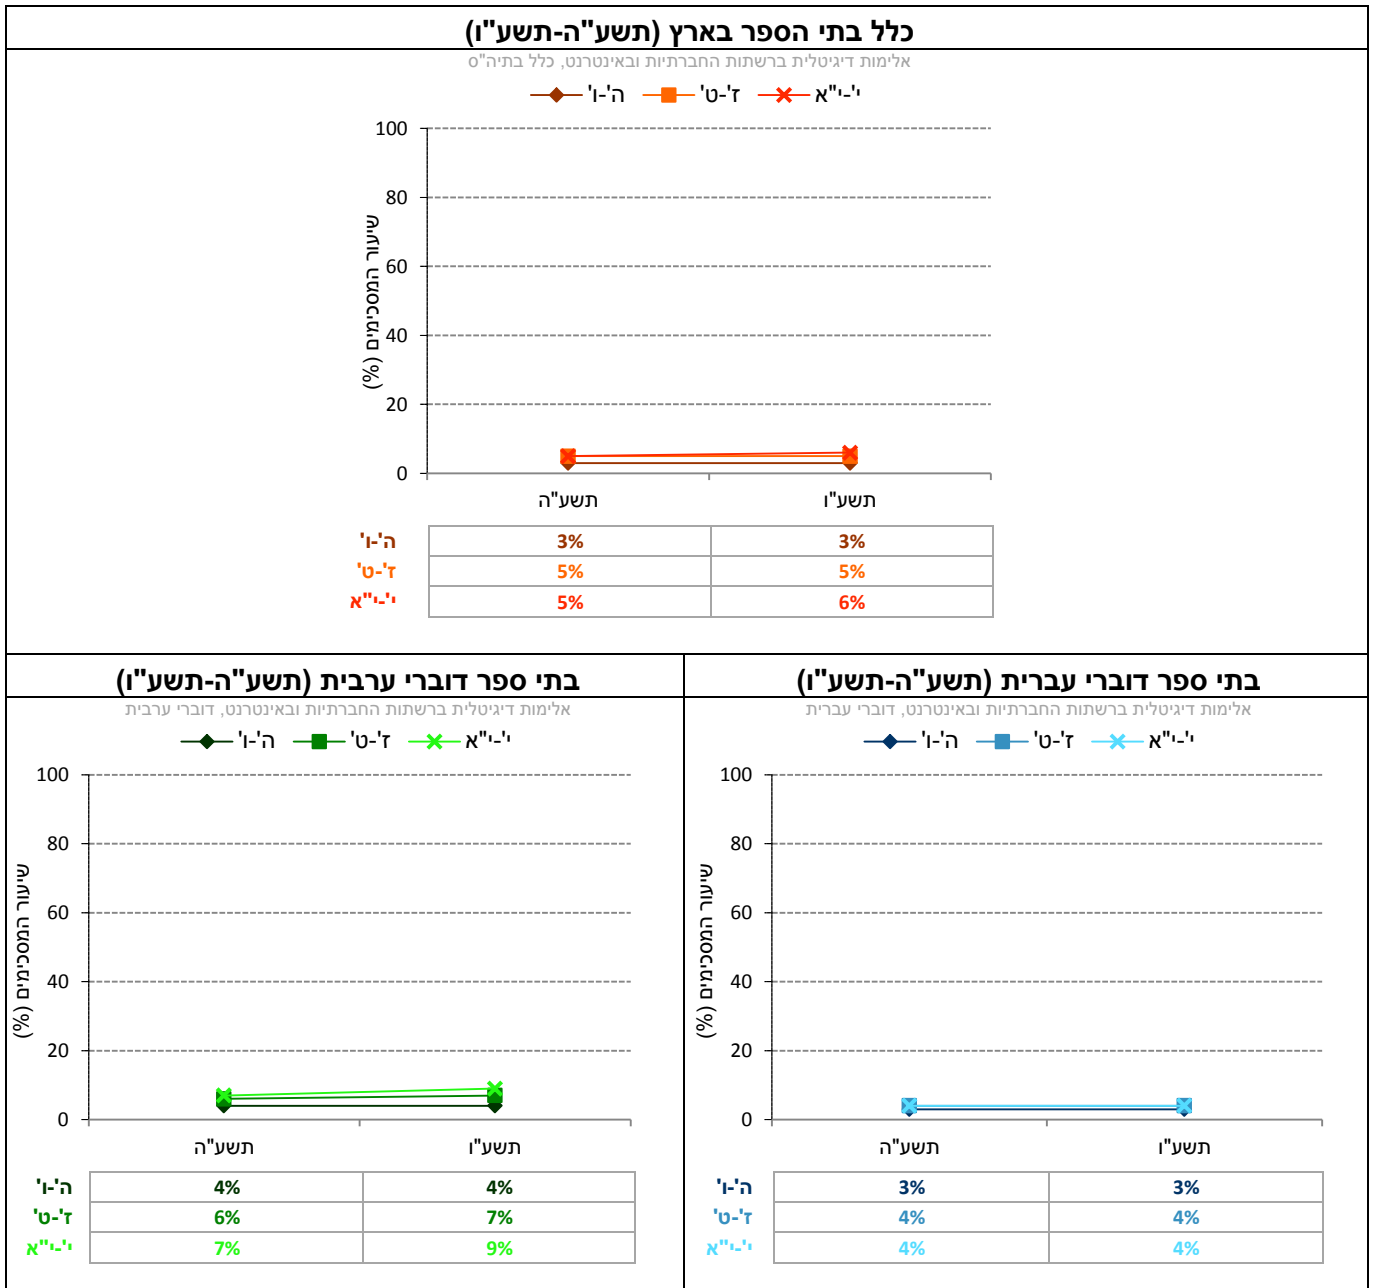 כלל בתי הספר בארץ (תשע"ה-תשע"ו)
אלימות דיגיטלית ברשתות החברתיות ובאינטרנט, כלל בתיה"ס
ה'-ו' ז'-ט' י'-י"א
שיעור המסכימים (%)
100
80
60
40
20
0
תשע"ה תשע"ו
ה'-ו' 3% 3%
ז'-ט' 5% 5%
י'-י"א 5% 6%
בתי ספר דוברי עברית (תשע"ה-תשע"ו)
אלימות דיגיטלית ברשתות החברתיות ובאינטרנט, דוברי עברית
ה'-ו' ז'-ט' י'-י"א
שיעור המסכימים (%)
100
80
60
40
20
0
תשע"ה תשע"ו
ה'-ו' 3% 3%
ז'-ט' 4% 4%
י'-י"א 4% 4%
בתי ספר דוברי ערבית (תשע"ה-תשע"ו)
אלימות דיגיטלית ברשתות החברתיות ובאינטרנט, דוברי ערבית
ה'-ו' ז'-ט' י'-י"א
שיעור המסכימים (%)
100
80
60
40
20
0
תשע"ה תשע"ו
ה'-ו' 4% 4%
ז'-ט' 6% 7%
י'-י"א 7% 9%